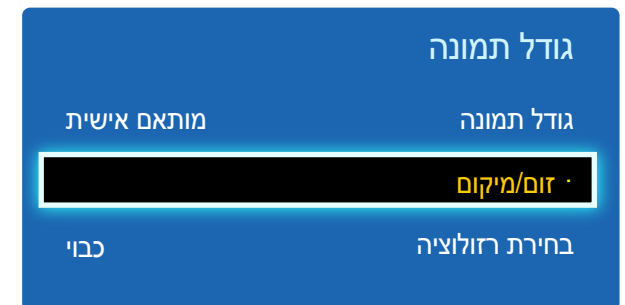 גודל תמונה
גודל תמונה מותאם אישית
· זום/מיקום
בחירת רזולוציה כבוי